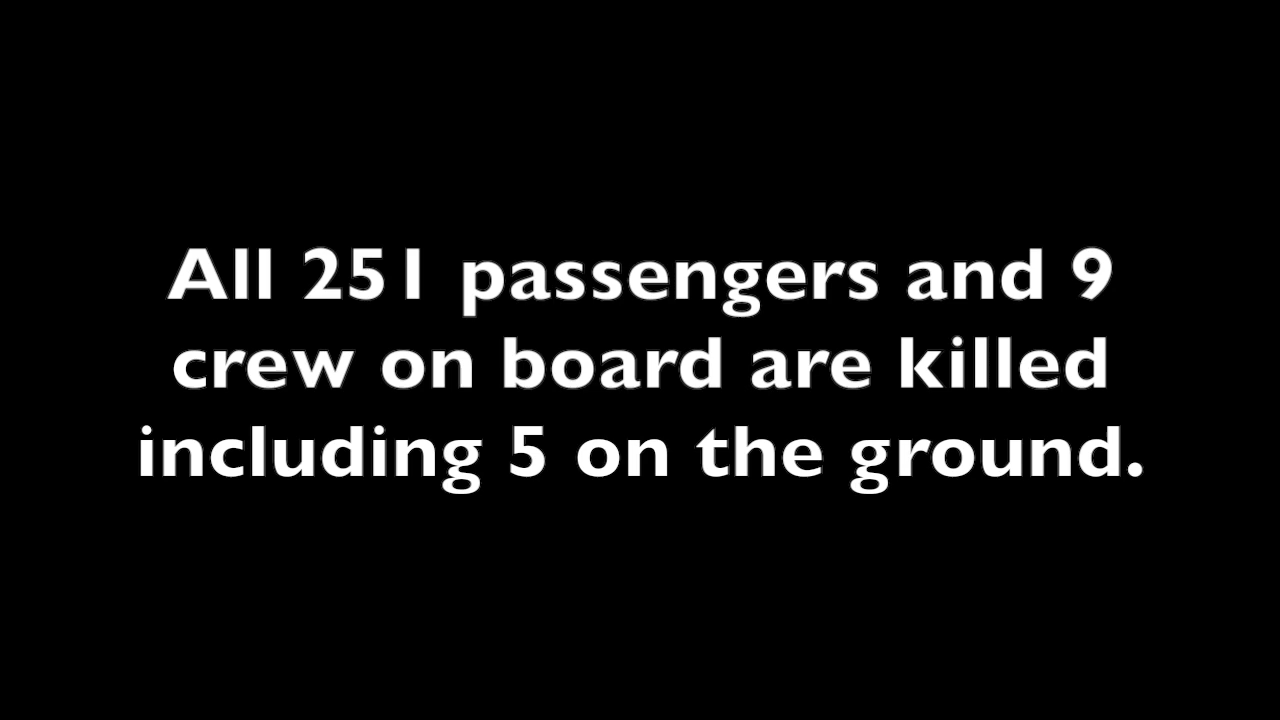 All 251 passengers and 9
crew on board are killed
including 5 on the ground.